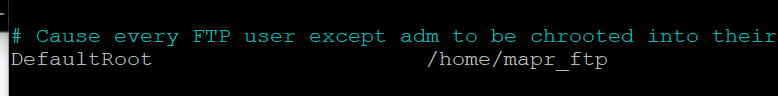 # Cause every FTP user except adm to be chrooted into their
DefaultRoot /home/mapr_ftp